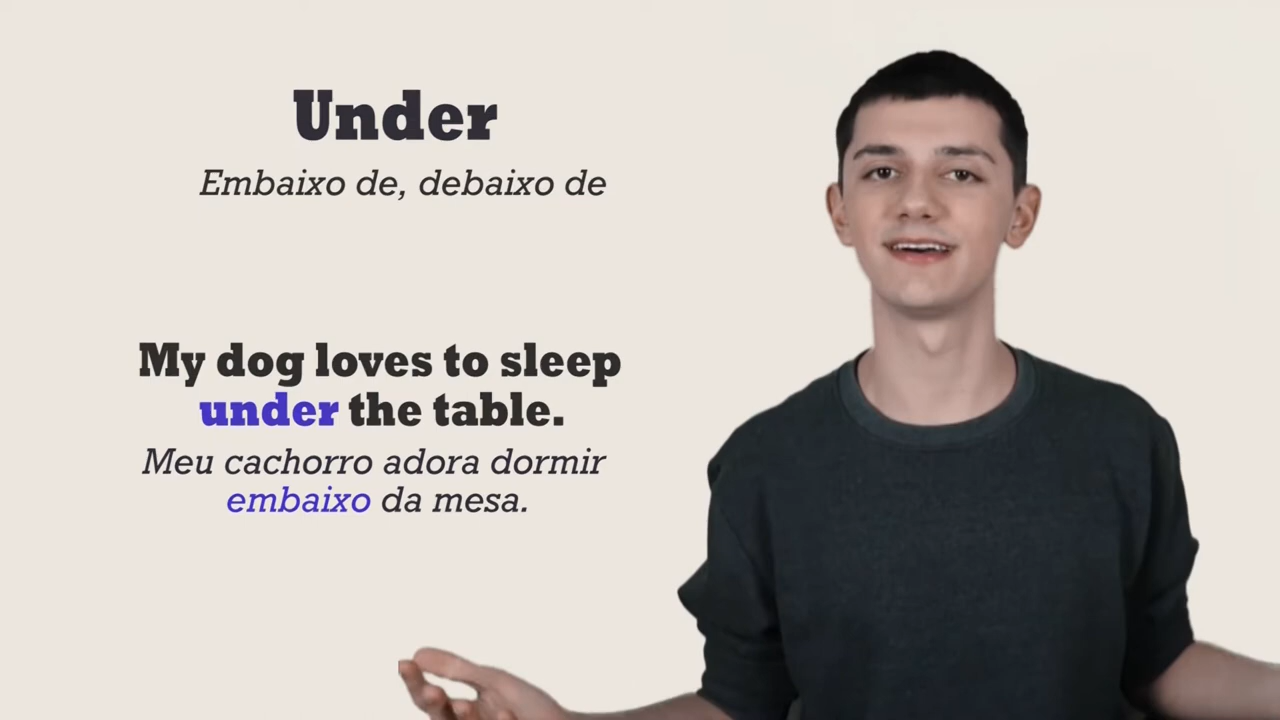 Under
Embaixo de, debaixo de
My dog loves to sleep
under the table.
Meu cachorro adora dormir
embaixo da mesa.